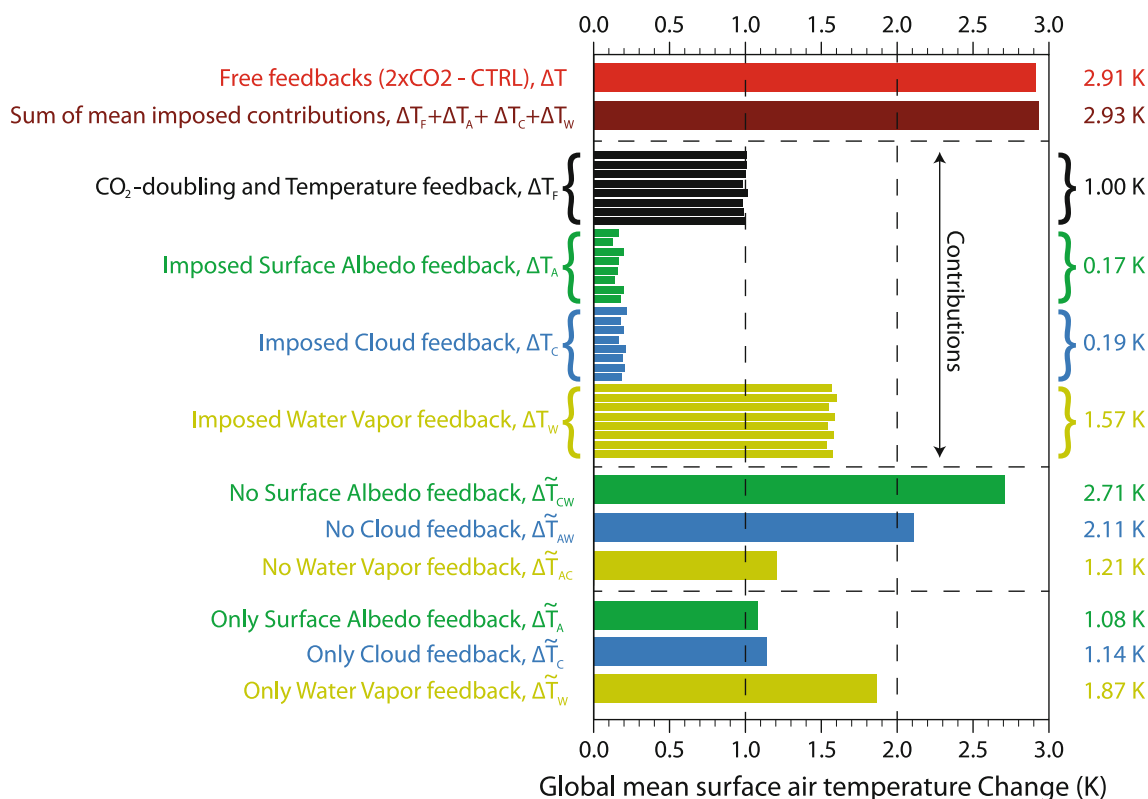 0.0 0.5 1.0 1.5 2.0 2.5 3.0
Free feedbacks (2xCO2 - CTRL), ΔT 2.91 K
Sum of mean imposed contributions, ΔT_F+ΔT_A+ ΔT_C+ΔT_W 2.93 K
CO₂-doubling and Temperature feedback, ΔT_F 1.00 K
Imposed Surface Albedo feedback, ΔT_A 0.17 K
Contributions
Imposed Cloud feedback, ΔT_C 0.19 K
Imposed Water Vapor feedback, ΔT_W 1.57 K
No Surface Albedo feedback, ΔT̃_CW 2.71 K
No Cloud feedback, ΔT̃_AW 2.11 K
No Water Vapor feedback, ΔT̃_AC 1.21 K
Only Surface Albedo feedback, ΔT̃_A 1.08 K
Only Cloud feedback, ΔT̃_C 1.14 K
Only Water Vapor feedback, ΔT̃_W 1.87 K
0.0 0.5 1.0 1.5 2.0 2.5 3.0
Global mean surface air temperature Change (K)